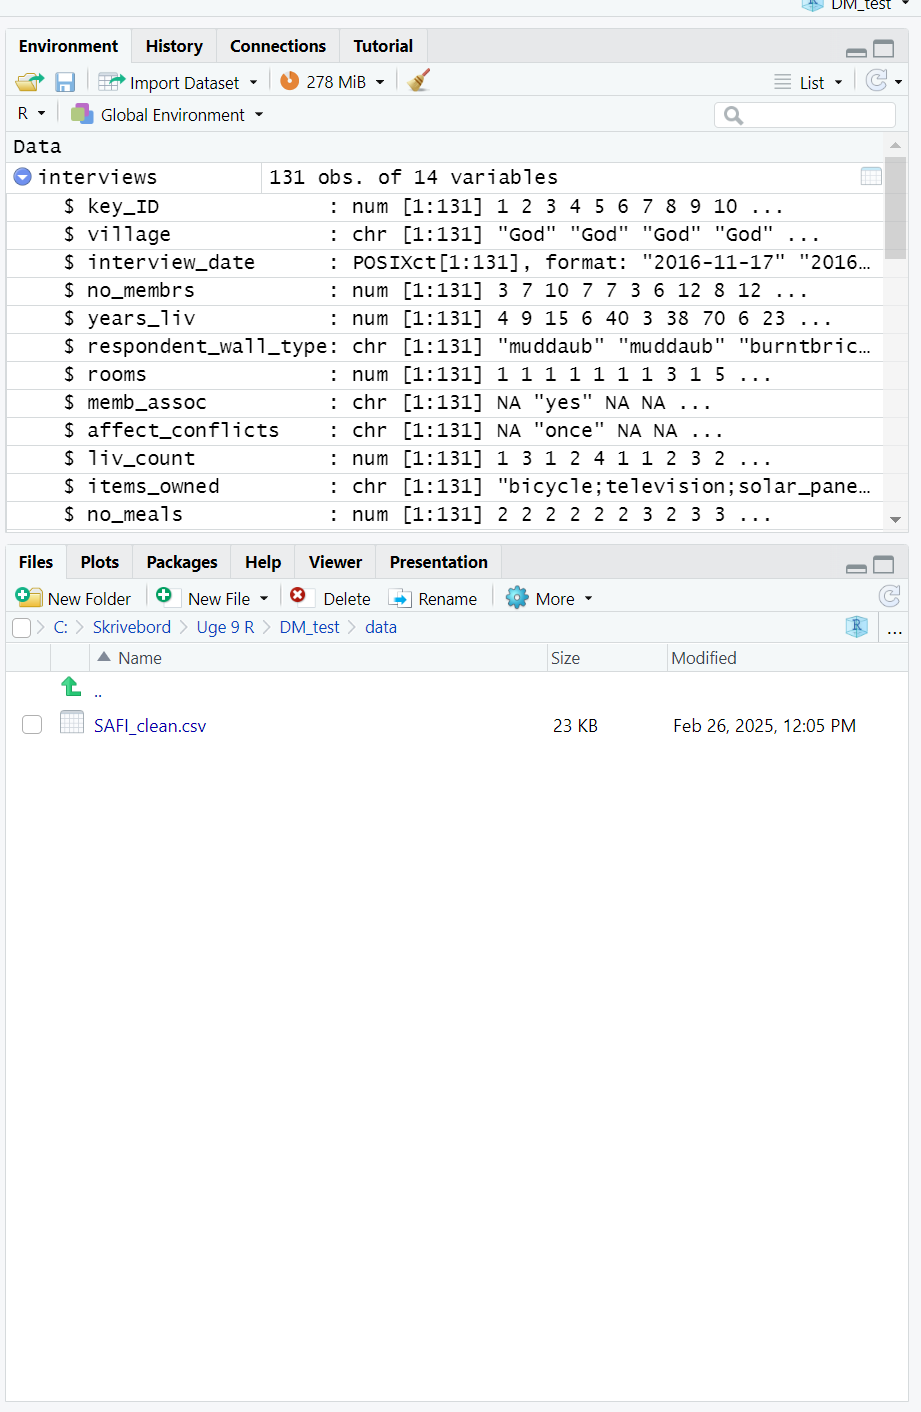 DM_test
Environment History Connections Tutorial
Import Dataset 278 MiB List
R Global Environment
Data
interviews 131 obs. of 14 variables
$ key_ID : num [1:131] 1 2 3 4 5 6 7 8 9 10 ...
$ village : chr [1:131] "God" "God" "God" "God" ...
$ interview_date : POSIXct[1:131], format: "2016-11-17" "2016…
$ no_membrs : num [1:131] 3 7 10 7 7 3 6 12 8 12 ...
$ years_liv : num [1:131] 4 9 15 6 40 3 38 70 6 23 ...
$ respondent_wall_type: chr [1:131] "muddaub" "muddaub" "burntbric…
$ rooms : num [1:131] 1 1 1 1 1 1 1 3 1 5 ...
$ memb_assoc : chr [1:131] NA "yes" NA NA ...
$ affect_conflicts : chr [1:131] NA "once" NA NA ...
$ liv_count : num [1:131] 1 3 1 2 4 1 1 2 3 2 ...
$ items_owned : chr [1:131] "bicycle;television;solar_pane…
$ no_meals : num [1:131] 2 2 2 2 2 2 3 2 3 3 ...
Files Plots Packages Help Viewer Presentation
New Folder New File Delete Rename More
C: Skrivebord Uge 9 R DM_test data R ...
Name Size Modified
..
SAFI_clean.csv 23 KB Feb 26, 2025, 12:05 PM